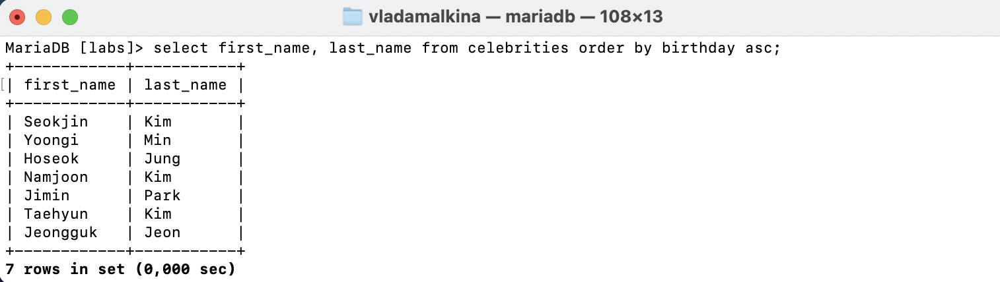 vladamalkina — mariadb — 108×13
MariaDB [labs]> select first_name, last_name from celebrities order by birthday asc;
+------------+-----------+
[| first_name | last_name |
+------------+-----------+
| Seokjin    | Kim       |
| Yoongi     | Min       |
| Hoseok     | Jung      |
| Namjoon    | Kim       |
| Jimin      | Park      |
| Taehyun    | Kim       |
| Jeongguk   | Jeon      |
+------------+-----------+
7 rows in set (0,000 sec)